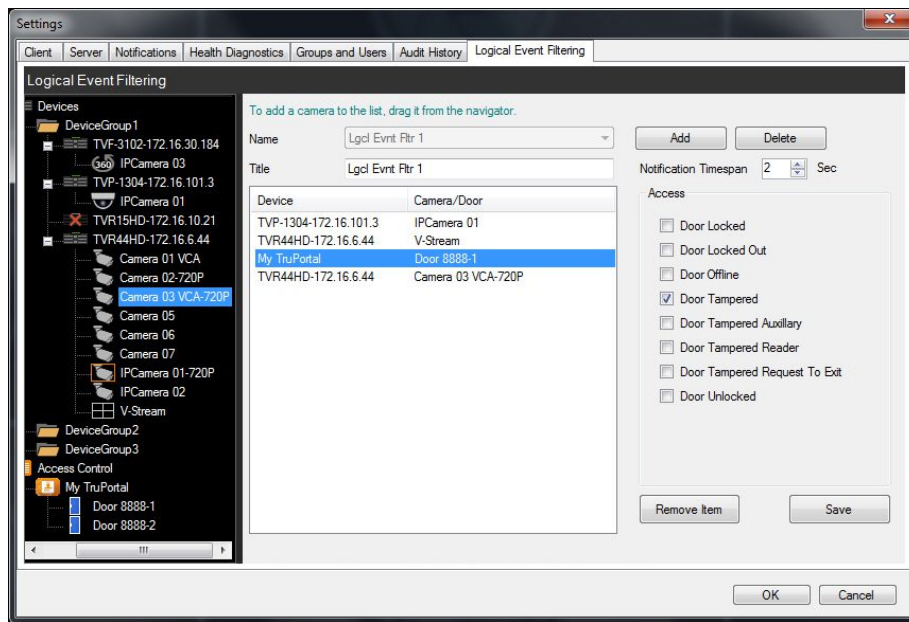 Settings
Client Server Notifications Health Diagnostics Groups and Users Audit History Logical Event Filtering
Logical Event Filtering
Devices
DeviceGroup1
TVF-3102-172.16.30.184
360 IPCamera 03
TVP-1304-172.16.101.3
IPCamera 01
TVR15HD-172.16.10.21
TVR44HD-172.16.6.44
Camera 01 VCA
Camera 02-720P
Camera 03 VCA-720P
Camera 05
Camera 06
Camera 07
IPCamera 01-720P
IPCamera 02
V-Stream
DeviceGroup2
DeviceGroup3
Access Control
My TruPortal
Door 8888-1
Door 8888-2
To add a camera to the list, drag it from the navigator.
Name Lgcl Evnt Fltr 1
Title Lgcl Evnt Fltr 1
Device Camera/Door
TVP-1304-172.16.101.3 IPCamera 01
TVR44HD-172.16.6.44 V-Stream
My TruPortal Door 8888-1
TVR44HD-172.16.6.44 Camera 03 VCA-720P
Add Delete
Notification Timespan 2 Sec
Access
Door Locked
Door Locked Out
Door Offline
Door Tampered
Door Tampered Auxillary
Door Tampered Reader
Door Tampered Request To Exit
Door Unlocked
Remove Item Save
OK Cancel